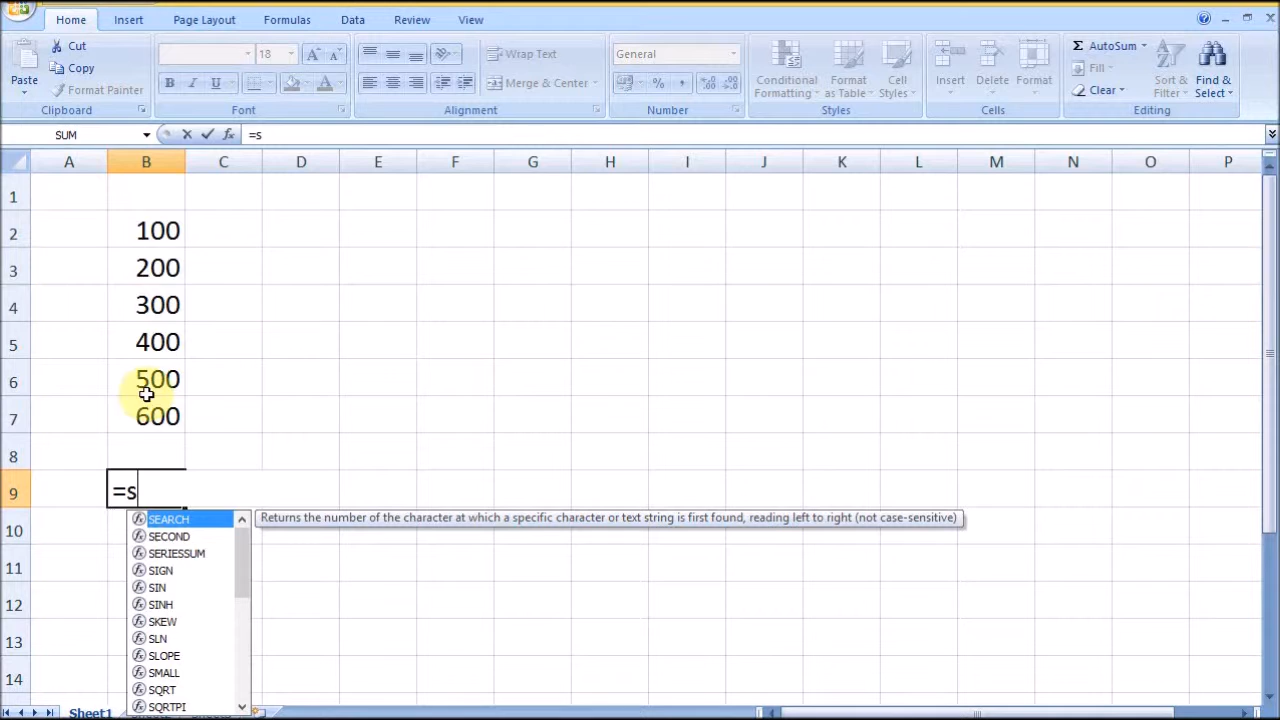 Home Insert Page Layout Formulas Data Review View
Cut
Copy
Format Painter
Paste
Clipboard
18
A A
B I U
A
Font
Wrap Text
Merge & Center
Alignment
General
% ,
Number
Conditional Formatting
Format as Table
Cell Styles
Styles
Insert
Delete
Format
Cells
Σ AutoSum
Fill
Clear
Sort & Filter
Find & Select
Editing
SUM fx =s
A B C D E F G H I J K L M N O P
1
2 100
3 200
4 300
5 400
6 500
7 600
8
9 =s
10
11
12
13
14
SEARCH
SECOND
SERIESSUM
SIGN
SIN
SINH
SKEW
SLN
SLOPE
SMALL
SQRT
SQRTPI
Returns the number of the character at which a specific character or text string is first found, reading left to right (not case-sensitive)
Sheet1